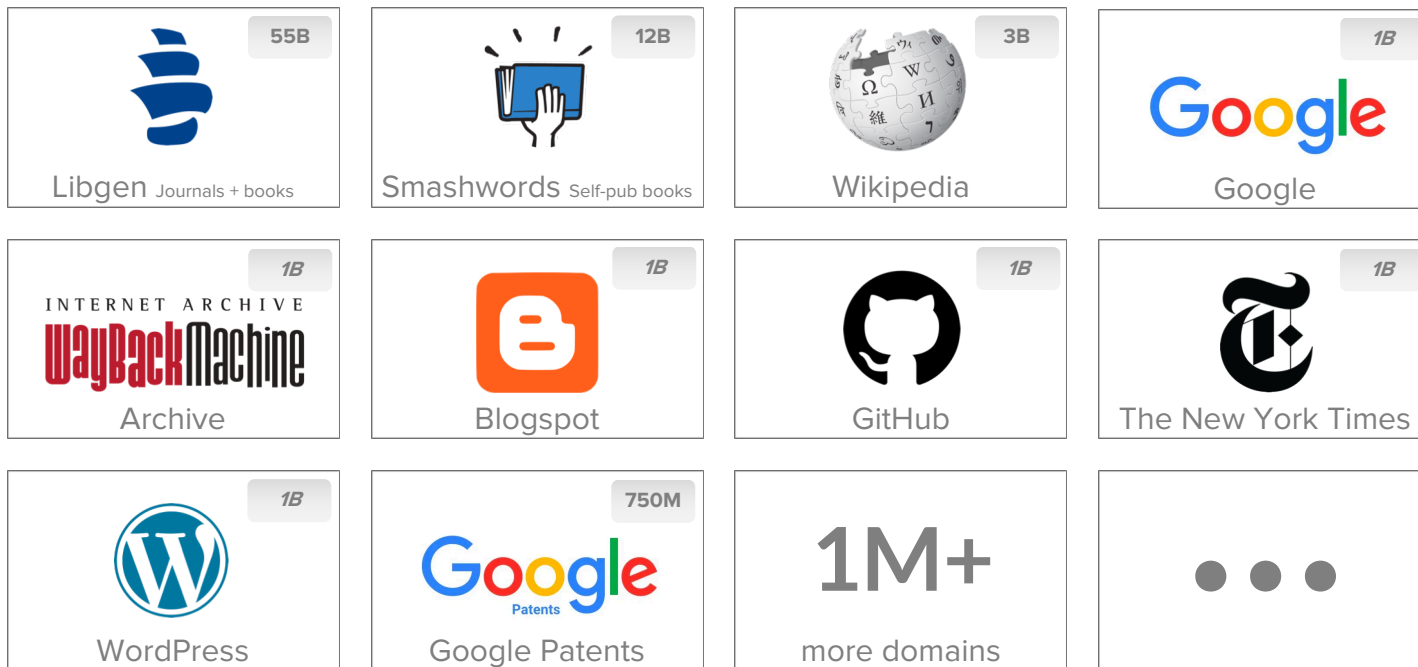 55B
Libgen Journals + books
12B
Smashwords Self-pub books
3B
Ω W И 維 7
Wikipedia
1B
Google
Google
1B
INTERNET ARCHIVE
WayBackMachine
Archive
1B
B
Blogspot
1B
GitHub
1B
T
The New York Times
1B
W
WordPress
750M
Google
Patents
Google Patents
1M+
more domains